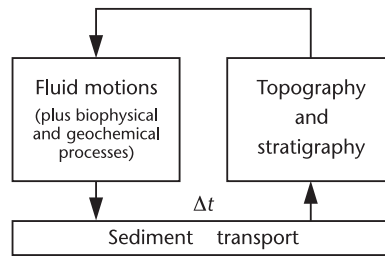 Fluid motions
(plus biophysical
and geochemical
processes)
Topography
and
stratigraphy
Δt
Sediment transport